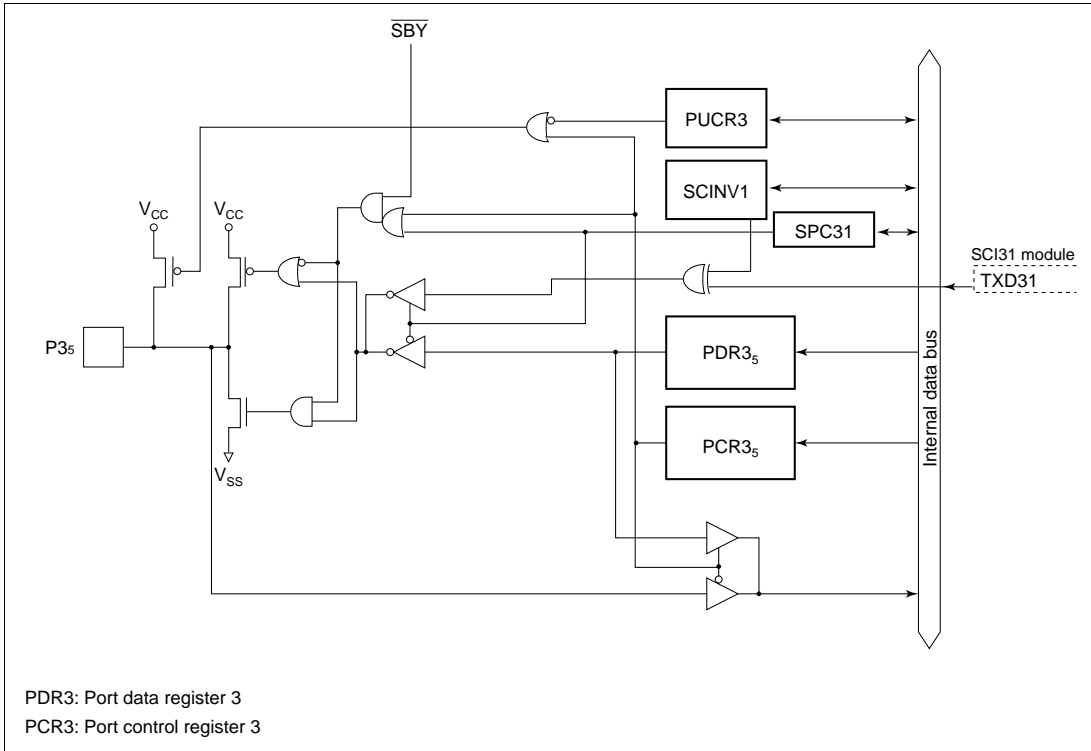 SBY
PUCR3
SCINV1
VCC
VCC
SPC31
SCI31 module
TXD31
P35
PDR35
PCR35
VSS
Internal data bus
PDR3: Port data register 3
PCR3: Port control register 3